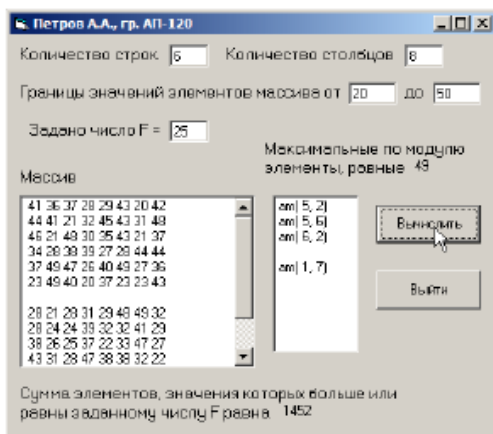 Петров А.А., гр. АП-120
Количество строк 6 Количество столбцов 8
Границы значений элементов массива от 20 до 50
Задано число F = 25
Максимальные по модулю
элементы, равные 49
Массив
41 36 37 28 29 43 20 42
44 41 21 32 45 43 31 48
46 21 48 30 35 43 21 37
34 28 38 39 27 28 44 44
37 49 47 26 40 49 27 36
23 49 40 20 37 23 23 43
28 21 28 31 29 48 49 32
28 24 24 39 32 32 41 29
38 26 25 37 22 33 47 27
43 31 28 47 38 38 32 22
am( 5, 2)
am( 5, 6)
am( 6, 2)
am( 1, 7)
Вычислить
Выйти
Сумма элементов, значения которых больше или
равны заданному числу F равна 1452